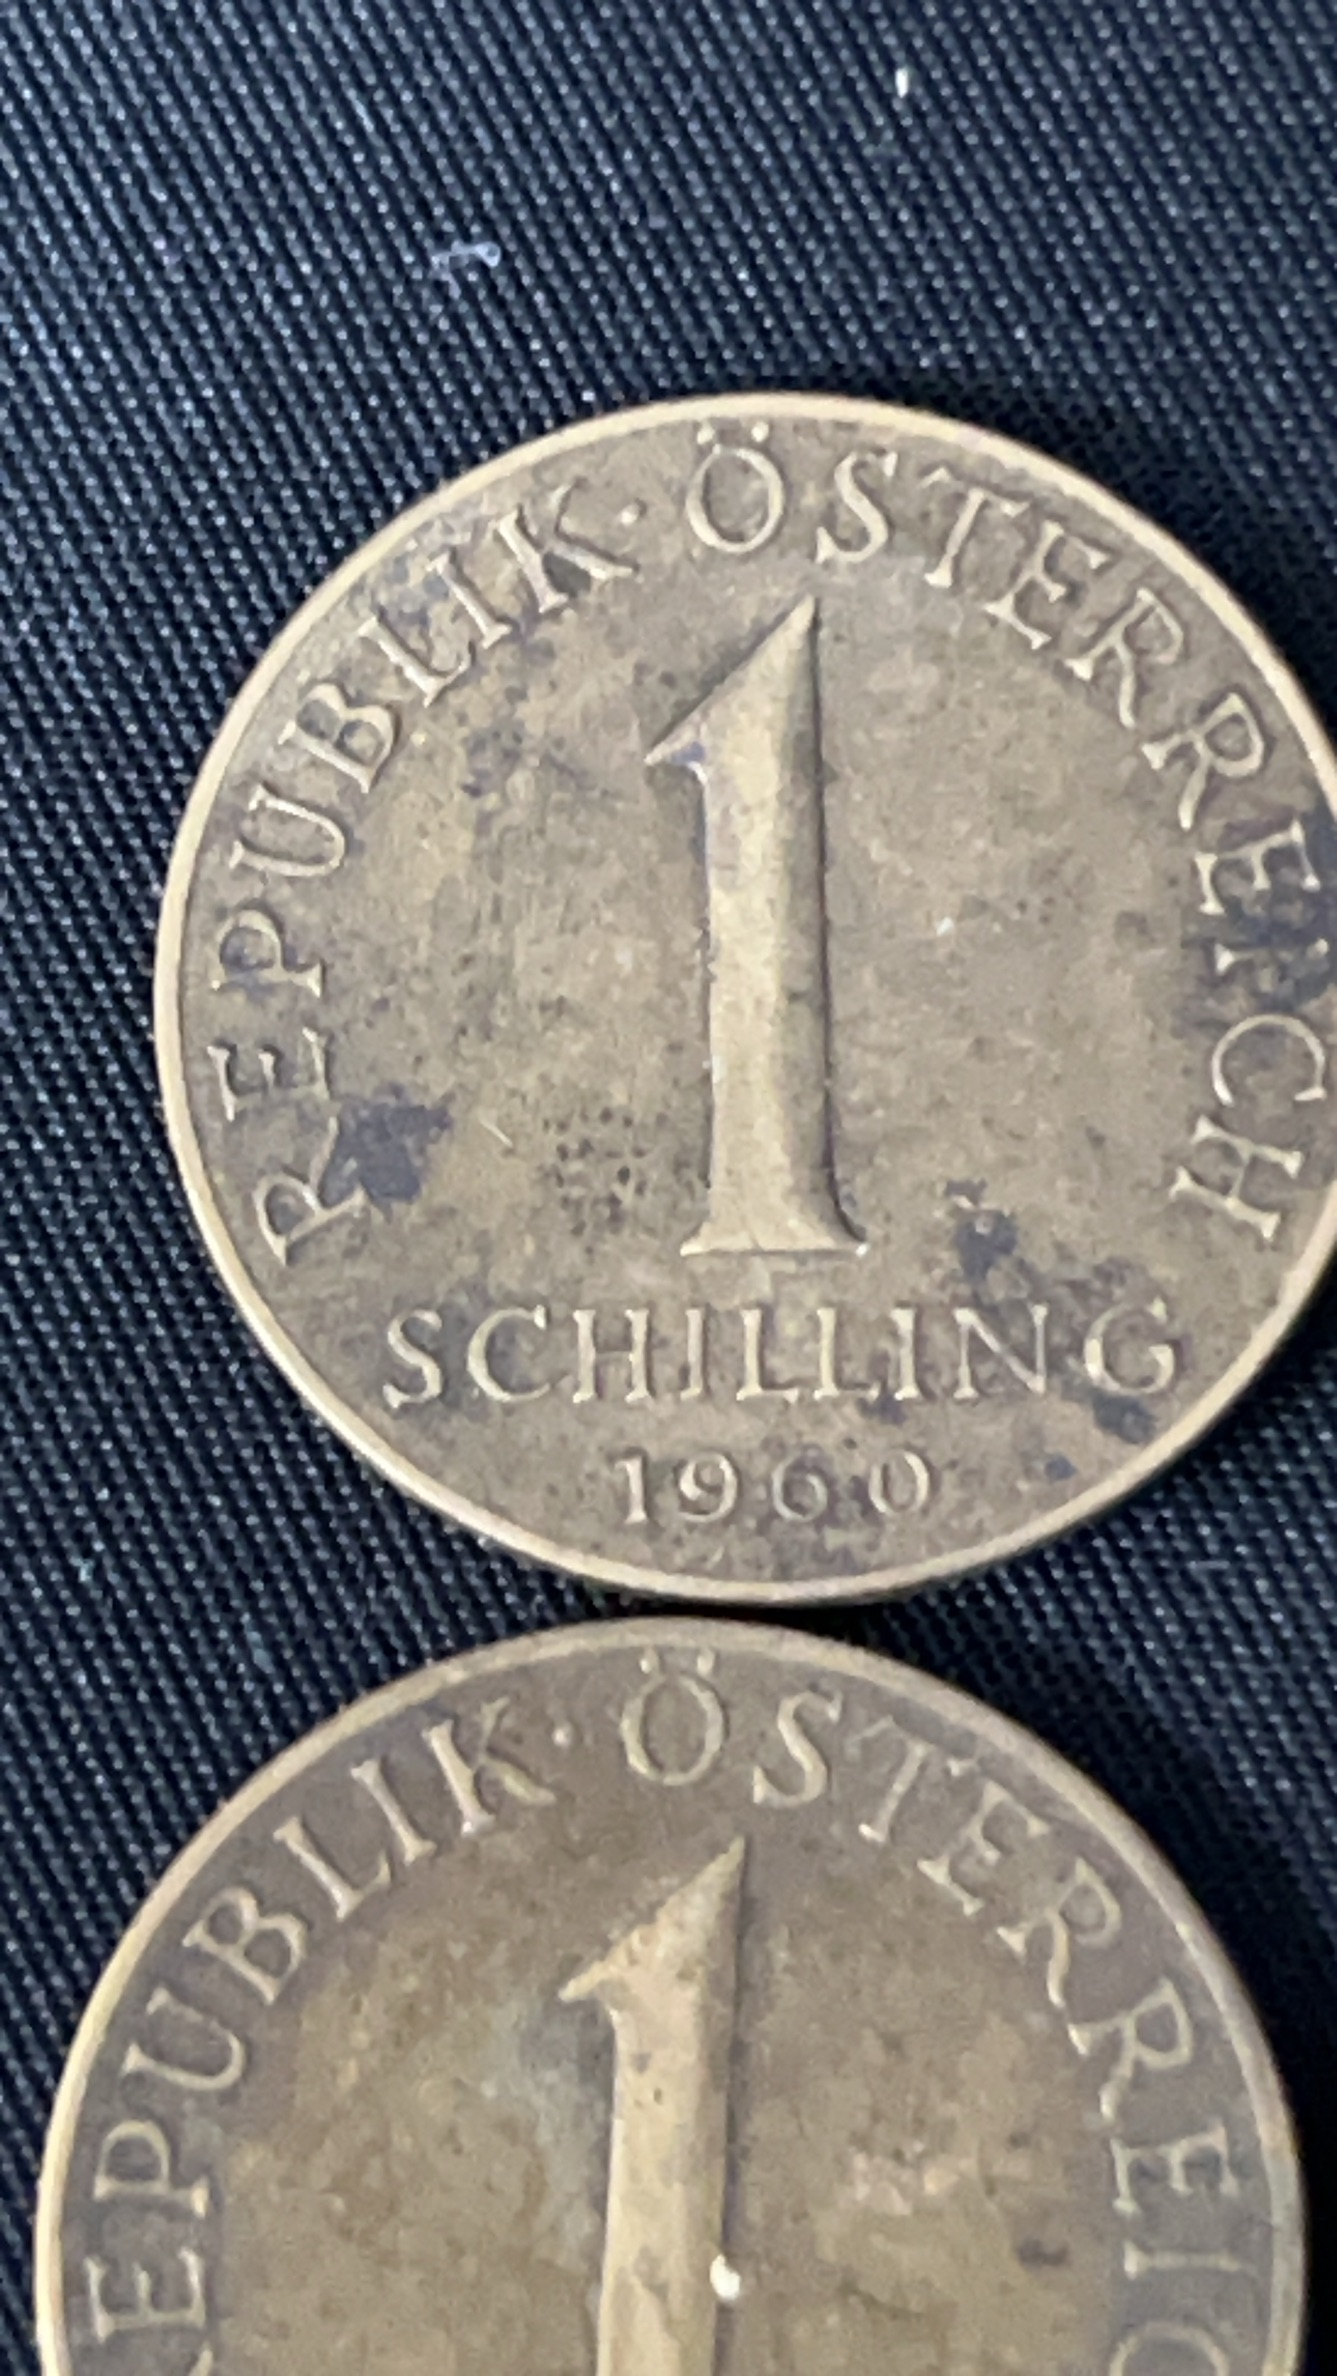 REPUBLIK · ÖSTERREICH
1
SCHILLING
1960
EPUBLIK · ÖSTERREIC
1